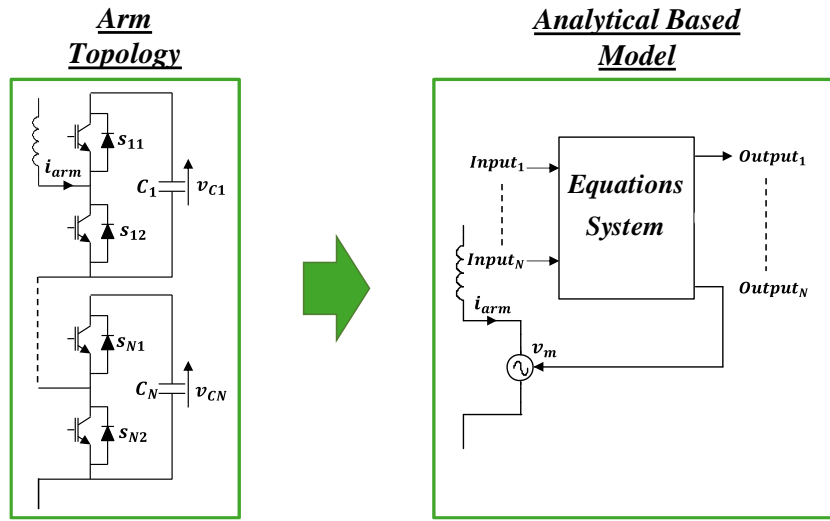 Arm
Topology
s11
iarm
C1
vC1
s12
sN1
CN
vCN
sN2
Analytical Based
Model
Input1
Equations
System
Output1
InputN
OutputN
iarm
vm